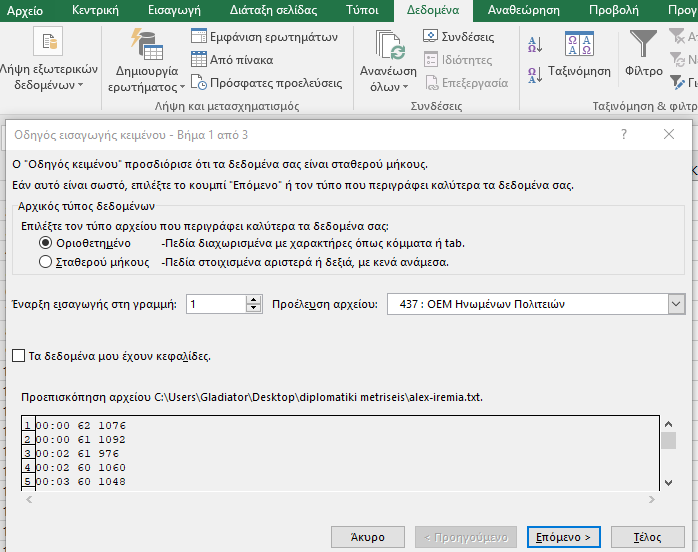 Αρχείο Κεντρική Εισαγωγή Διάταξη σελίδας Τύποι Δεδομένα Αναθεώρηση Προβολή Προγ
Λήψη εξωτερικών δεδομένων
Δημιουργία ερωτήματος
Εμφάνιση ερωτημάτων
Από πίνακα
Πρόσφατες προελεύσεις
Λήψη και μετασχηματισμός
Ανανέωση όλων
Συνδέσεις
Ιδιότητες
Επεξεργασία
Συνδέσεις
Ταξινόμηση
Φίλτρο
Ταξινόμηση & φιλτρ
Οδηγός εισαγωγής κειμένου - Βήμα 1 από 3
Ο "Οδηγός κειμένου" προσδιόρισε ότι τα δεδομένα σας είναι σταθερού μήκους.
Εάν αυτό είναι σωστό, επιλέξτε το κουμπί "Επόμενο" ή τον τύπο που περιγράφει καλύτερα τα δεδομένα σας.
Αρχικός τύπος δεδομένων
Επιλέξτε τον τύπο αρχείου που περιγράφει καλύτερα τα δεδομένα σας:
Οριοθετημένο -Πεδία διαχωρισμένα με χαρακτήρες όπως κόμματα ή tab.
Σταθερού μήκους -Πεδία στοιχισμένα αριστερά ή δεξιά, με κενά ανάμεσα.
Έναρξη εισαγωγής στη γραμμή: 1 Προέλευση αρχείου: 437 : OEM Ηνωμένων Πολιτειών
Τα δεδομένα μου έχουν κεφαλίδες.
Προεπισκόπηση αρχείου C:\Users\Gladiator\Desktop\diplomatiki metriseis\alex-iremia.txt.
1 00:00 62 1076
2 00:00 61 1092
3 00:02 61 976
4 00:02 60 1060
5 00:03 60 1048
Άκυρο < Προηγούμενο Επόμενο > Τέλος